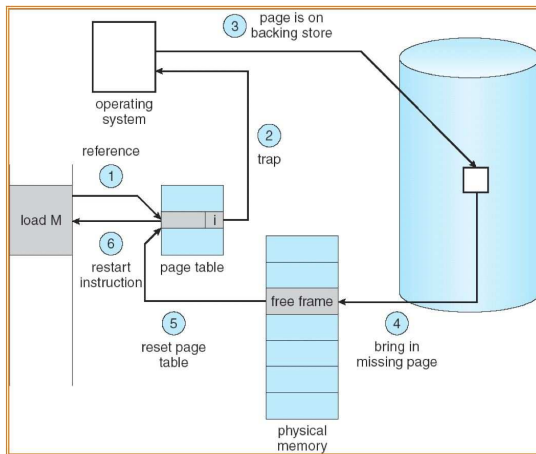 3
page is on
backing store
operating
system
2
trap
reference
1
load M
i
6
restart
instruction
page table
5
reset page
table
free frame
4
bring in
missing page
physical
memory